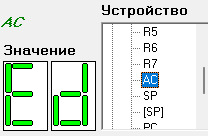 AC
Значение
Ed
Устройство
R5
R6
R7
AC
SP
[SP]
PC